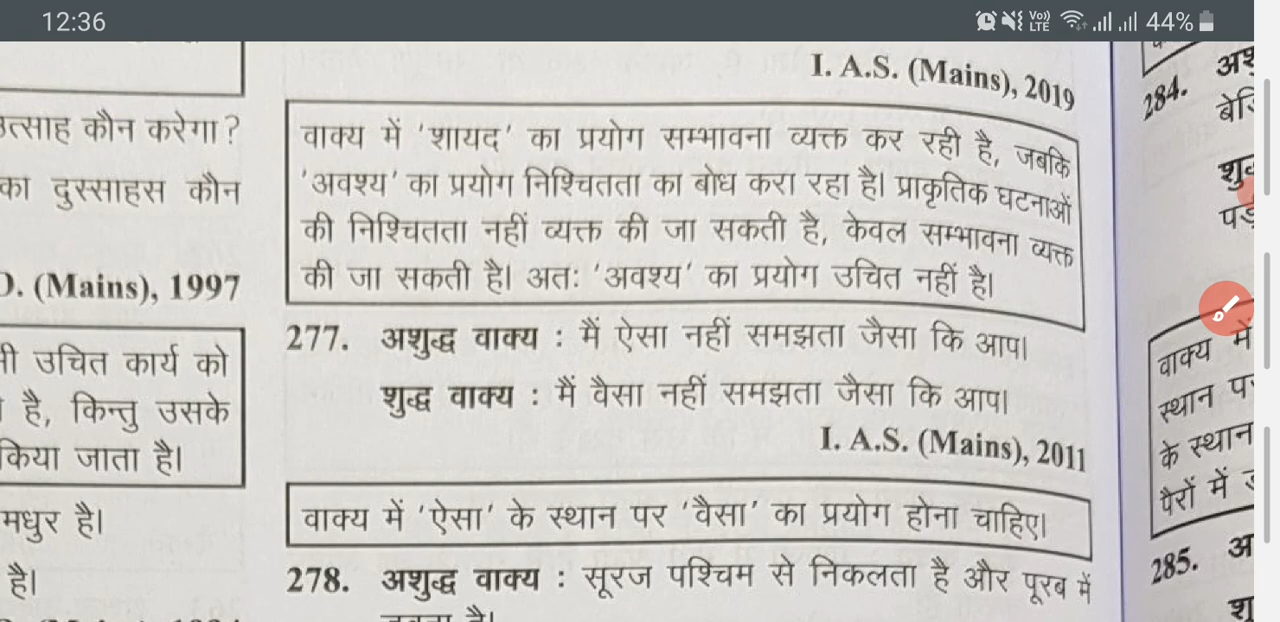 12:36
Vo)) LTE 44%
उत्साह कौन करेगा?
का दुस्साहस कौन
(Mains), 1997
उचित कार्य को
है, किन्तु उसके
किया जाता है।
मधुर है।
है।
I. A.S. (Mains), 2019
वाक्य में 'शायद' का प्रयोग सम्भावना व्यक्त कर रही है, जबकि
'अवश्य' का प्रयोग निश्चितता का बोध करा रहा है। प्राकृतिक घटनाओं
की निश्चितता नहीं व्यक्त की जा सकती है, केवल सम्भावना व्यक्त
की जा सकती है। अतः 'अवश्य' का प्रयोग उचित नहीं है।
277. अशुद्ध वाक्य : मैं ऐसा नहीं समझता जैसा कि आप।
शुद्ध वाक्य : मैं वैसा नहीं समझता जैसा कि आप।
I. A.S. (Mains), 2011
वाक्य में 'ऐसा' के स्थान पर 'वैसा' का प्रयोग होना चाहिए।
278. अशुद्ध वाक्य : सूरज पश्चिम से निकलता है और पूरब में
284.
वाक्य में
स्थान
के स्थान
पैरों में
285.